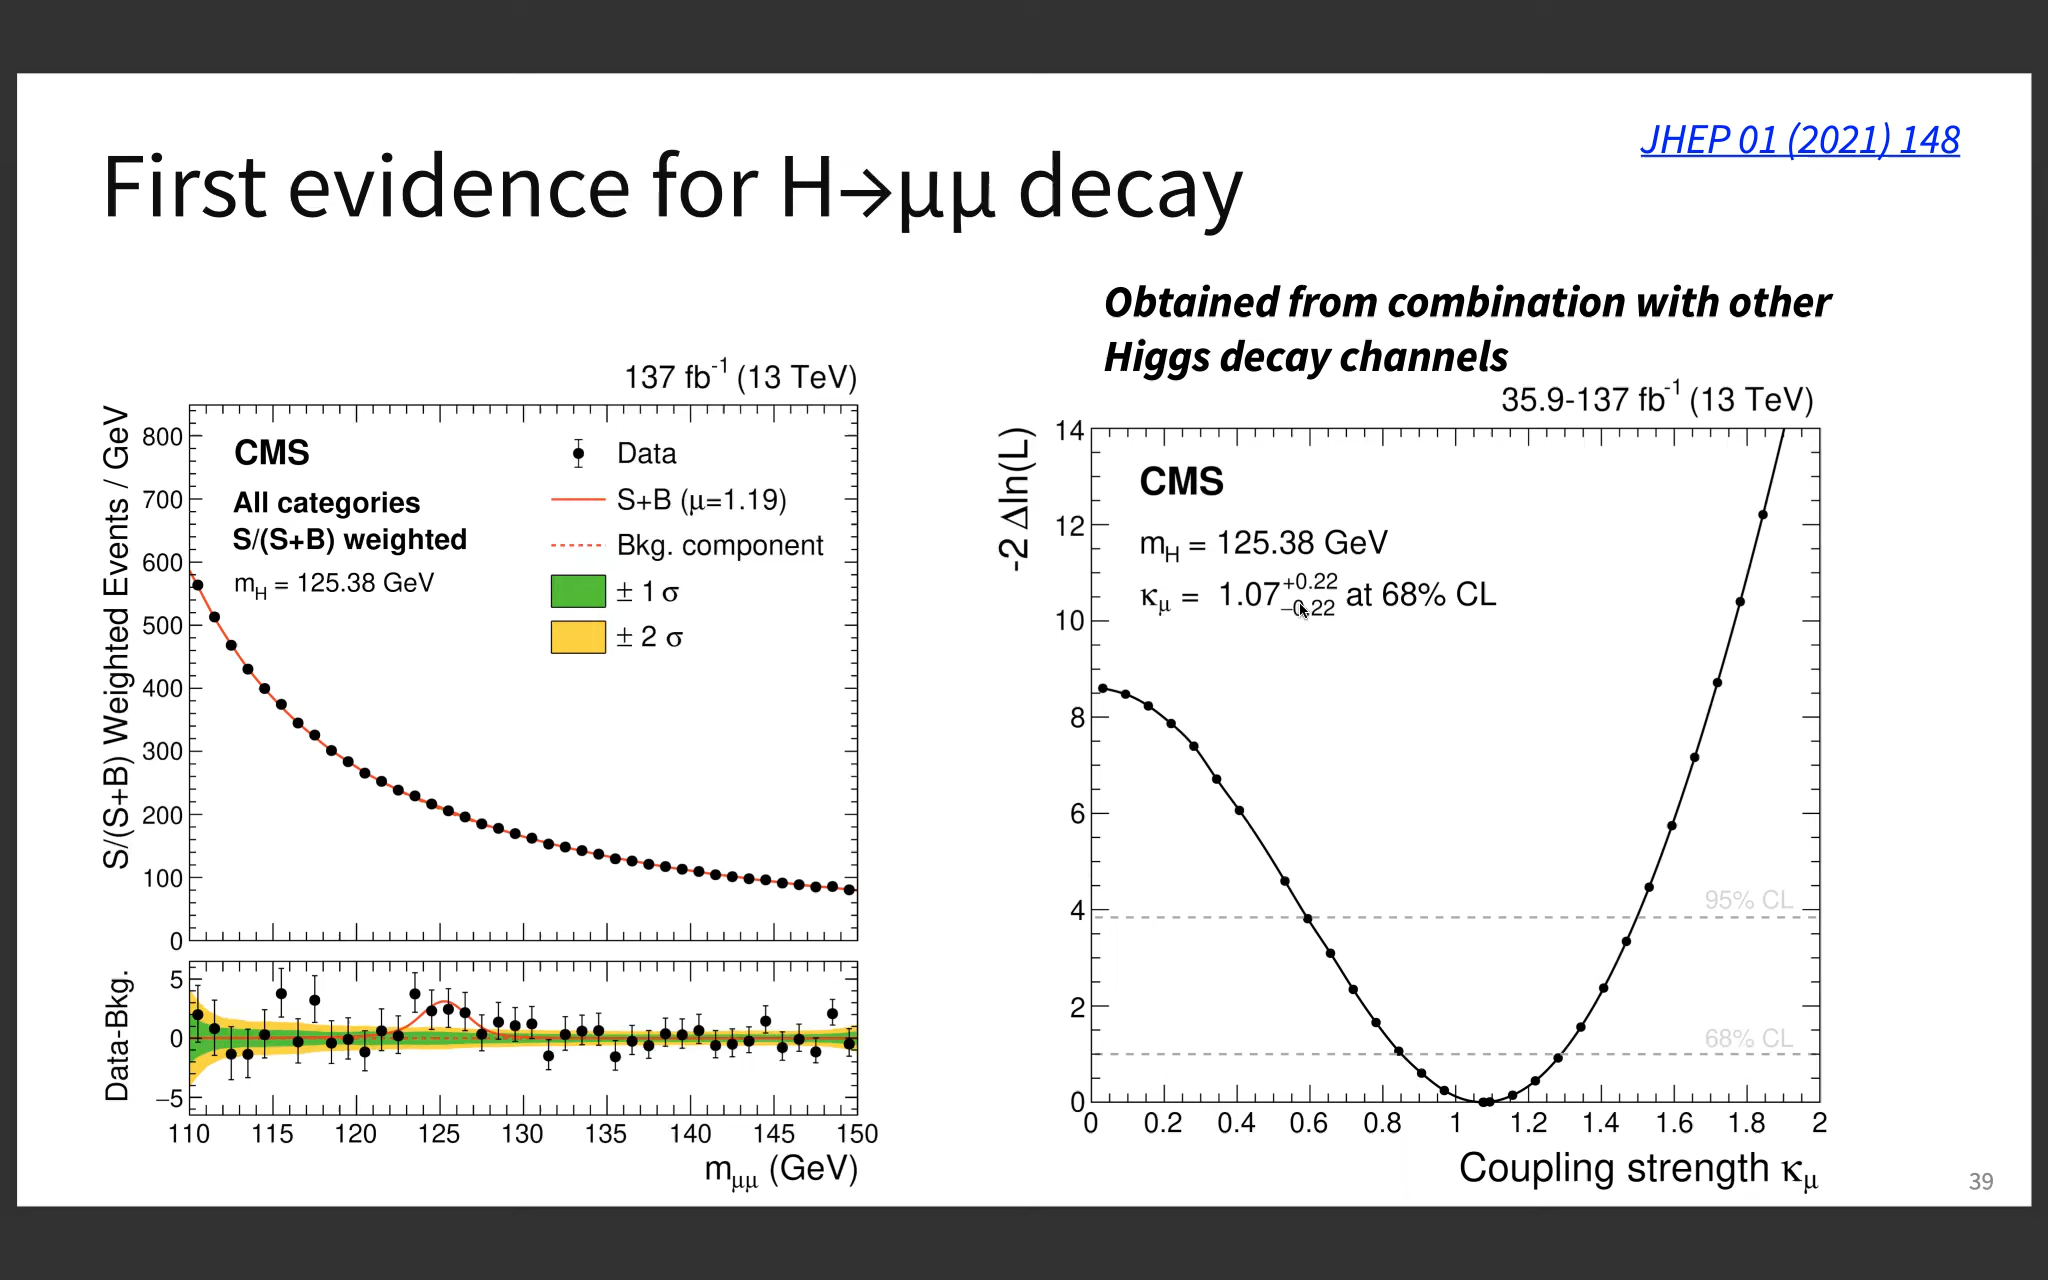 JHEP 01 (2021) 148
First evidence for H→μμ decay
Obtained from combination with other
Higgs decay channels
137 fb-1 (13 TeV)
S/(S+B) Weighted Events / GeV
800
700
600
500
400
300
200
100
0
CMS
All categories
S/(S+B) weighted
mH = 125.38 GeV
Data
S+B (μ=1.19)
Bkg. component
± 1 σ
± 2 σ
Data-Bkg.
5
0
−5
110 115 120 125 130 135 140 145 150
mμμ (GeV)
35.9-137 fb-1 (13 TeV)
-2 Δln(L)
14
12
10
8
6
4
2
0
CMS
mH = 125.38 GeV
κμ = 1.07 +0.22 −0.22 at 68% CL
95% CL
68% CL
0 0.2 0.4 0.6 0.8 1 1.2 1.4 1.6 1.8 2
Coupling strength κμ
39